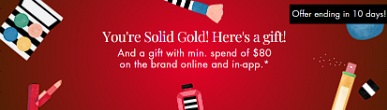 Offer ending in 10 days!
You're Solid Gold! Here's a gift!
And a gift with min. spend of $80
on the brand online and in-app.*